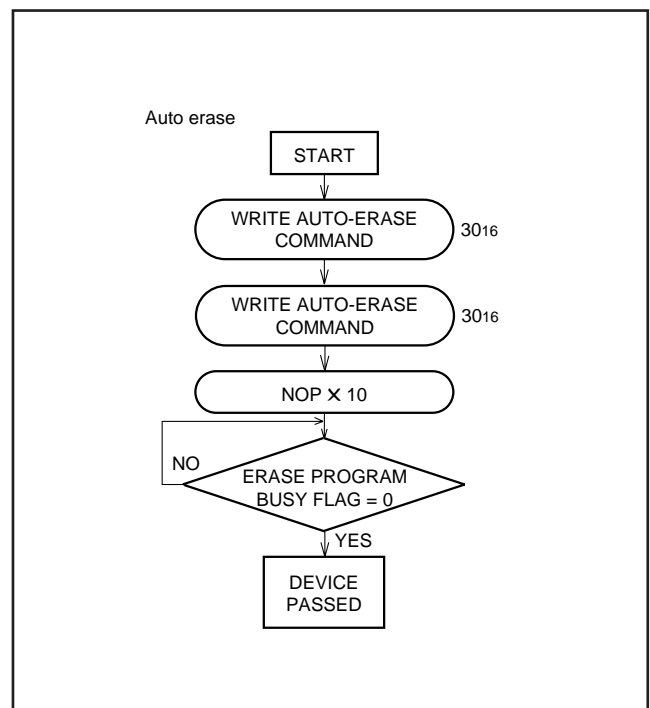 Auto erase
START
WRITE AUTO-ERASE
COMMAND
3016
WRITE AUTO-ERASE
COMMAND
3016
NOP ✕ 10
NO
ERASE PROGRAM
BUSY FLAG = 0
YES
DEVICE
PASSED